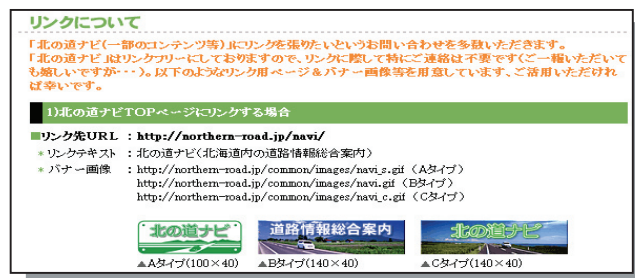 リンクについて
「北の道ナビ(一部のコンテンツ等)」にリンクを張りたいというお問い合わせを多数いただきます。
「北の道ナビ」はリンクフリーにしておりますので、リンクに際して特にご連絡は不要です(ご一報いただいて
も嬉しいですが・・・)。以下のようなリンク用ページ＆バナー画像等を用意しています、ご活用いただけれ
ば幸いです。
1)北の道ナビTOPページにリンクする場合
■リンク先URL : http://northern-road.jp/navi/
* リンクテキスト : 北の道ナビ(北海道内の道路情報総合案内)
* バナー画像 : http://northern-road.jp/common/images/navi_s.gif (Aタイプ)
http://northern-road.jp/common/images/navi.gif (Bタイプ)
http://northern-road.jp/common/images/navi_c.gif (Cタイプ)
北の道ナビ 道路情報総合案内 北の道ナビ
▲Aタイプ(100×40) ▲Bタイプ(140×40) ▲Cタイプ(140×40)